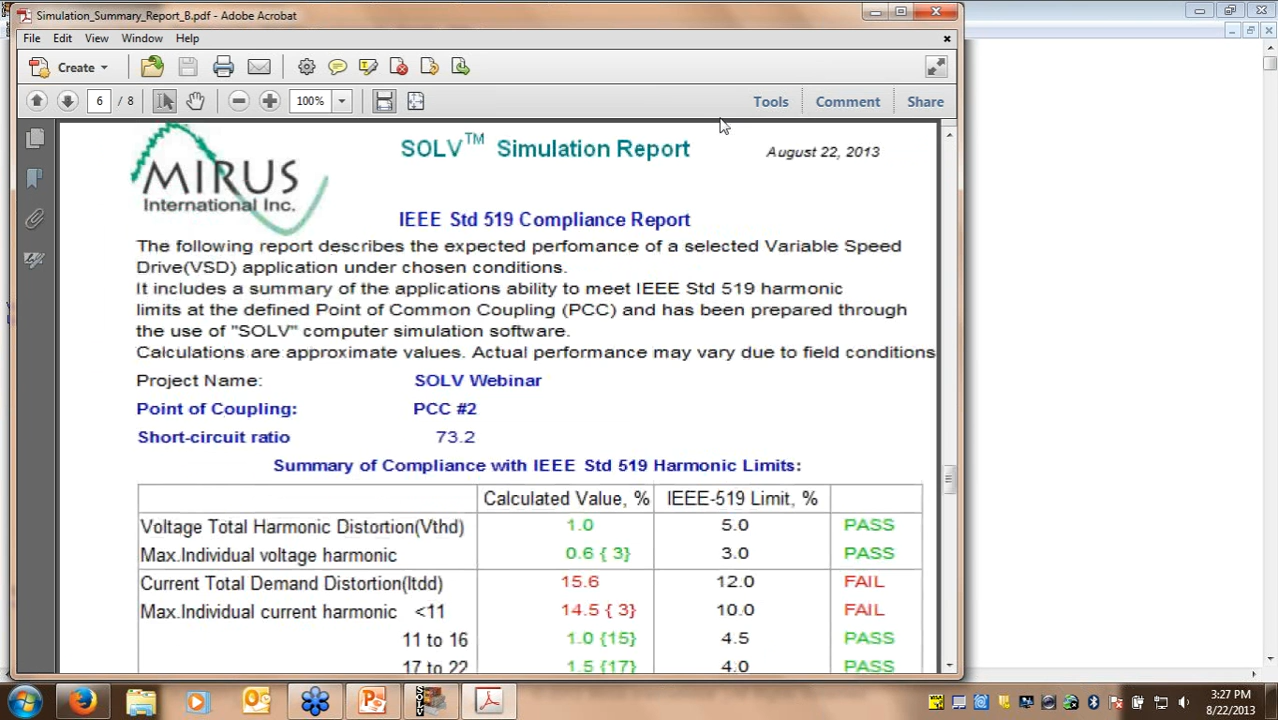 Simulation_Summary_Report_B.pdf - Adobe Acrobat
File Edit View Window Help
Create
6 / 8 100% Tools Comment Share
MIRUS
International Inc.
SOLV™ Simulation Report August 22, 2013
IEEE Std 519 Compliance Report
The following report describes the expected perfomance of a selected Variable Speed
Drive(VSD) application under chosen conditions.
It includes a summary of the applications ability to meet IEEE Std 519 harmonic
limits at the defined Point of Common Coupling (PCC) and has been prepared through
the use of "SOLV" computer simulation software.
Calculations are approximate values. Actual performance may vary due to field conditions
Project Name: SOLV Webinar
Point of Coupling: PCC #2
Short-circuit ratio 73.2
Summary of Compliance with IEEE Std 519 Harmonic Limits:
Calculated Value, % IEEE-519 Limit, %
Voltage Total Harmonic Distortion(Vthd) 1.0 5.0 PASS
Max.Individual voltage harmonic 0.6 { 3} 3.0 PASS
Current Total Demand Distortion(Itdd) 15.6 12.0 FAIL
Max.Individual current harmonic <11 14.5 { 3} 10.0 FAIL
11 to 16 1.0 {15} 4.5 PASS
17 to 22 1.5 {17} 4.0 PASS
3:27 PM
8/22/2013